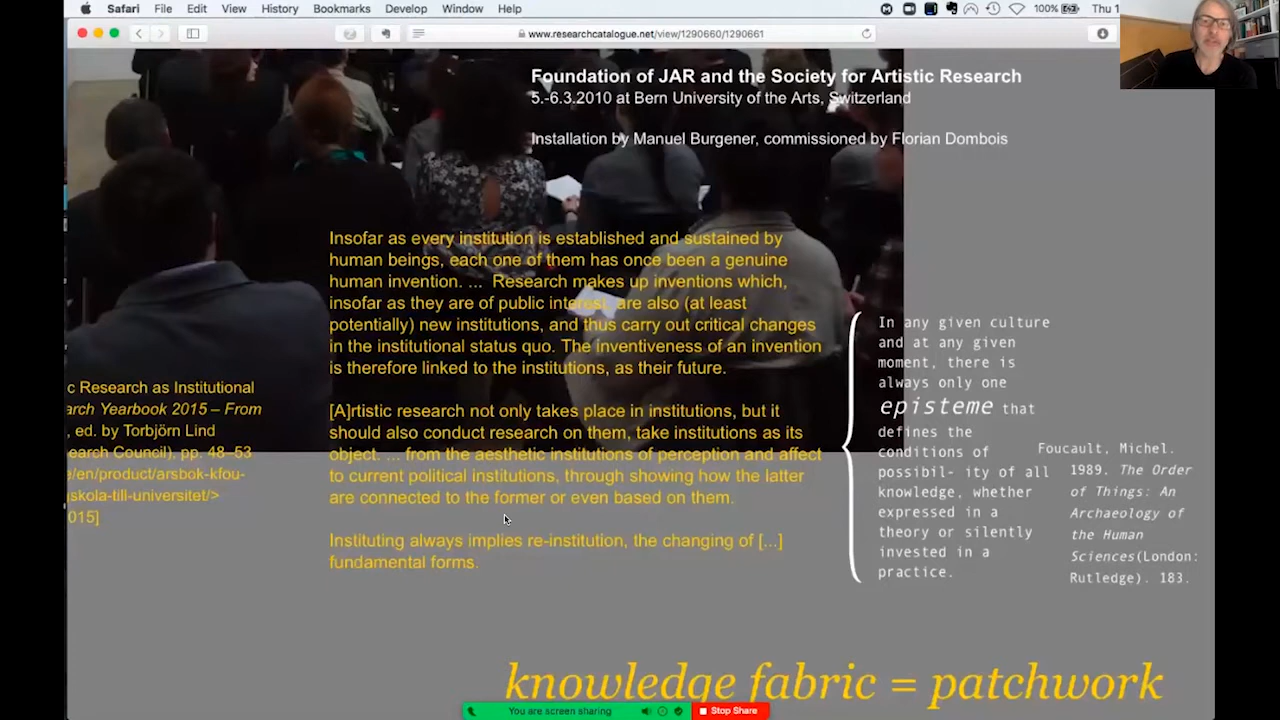 Safari File Edit View History Bookmarks Develop Window Help 100% Thu 1
www.researchcatalogue.net/view/1290660/1290661
Foundation of JAR and the Society for Artistic Research
5.-6.3.2010 at Bern University of the Arts, Switzerland
Installation by Manuel Burgener, commissioned by Florian Dombois
Insofar as every institution is established and sustained by
human beings, each one of them has once been a genuine
human invention. ... Research makes up inventions which,
insofar as they are of public interest, are also (at least
potentially) new institutions, and thus carry out critical changes
in the institutional status quo. The inventiveness of an invention
is therefore linked to the institutions, as their future.
[A]rtistic research not only takes place in institutions, but it
should also conduct research on them, take institutions as its
object. ... from the aesthetic institutions of perception and affect
to current political institutions, through showing how the latter
are connected to the former or even based on them.
Instituting always implies re-institution, the changing of [...]
fundamental forms.
c Research as Institutional
arch Yearbook 2015 – From
, ed. by Torbjörn Lind
earch Council), pp. 48–53
e/en/product/arsbok-kfou-
jskola-till-universitet/>
015]
In any given culture
and at any given
moment, there is
always only one
episteme that
defines the
conditions of
possibil- ity of all
knowledge, whether
expressed in a
theory or silently
invested in a
practice.
Foucault, Michel.
1989. The Order
of Things: An
Archaeology of
the Human
Sciences(London:
Rutledge). 183.
knowledge fabric = patchwork
You are screen sharing Stop Share